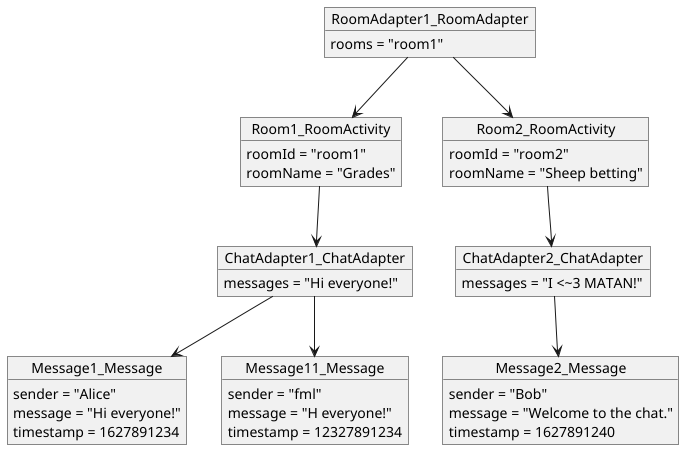 RoomAdapter1_RoomAdapter
rooms = "room1"
Room1_RoomActivity
roomId = "room1"
roomName = "Grades"
Room2_RoomActivity
roomId = "room2"
roomName = "Sheep betting"
ChatAdapter1_ChatAdapter
messages = "Hi everyone!"
ChatAdapter2_ChatAdapter
messages = "I <~3 MATAN!"
Message1_Message
sender = "Alice"
message = "Hi everyone!"
timestamp = 1627891234
Message11_Message
sender = "fml"
message = "H everyone!"
timestamp = 12327891234
Message2_Message
sender = "Bob"
message = "Welcome to the chat."
timestamp = 1627891240